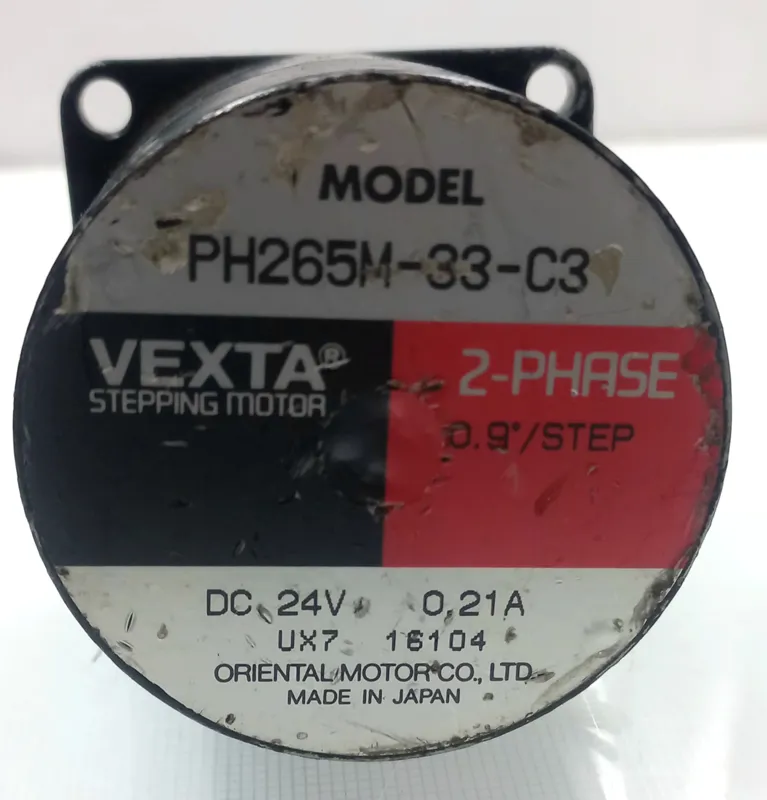 MODEL
PH265M-33-C3
VEXTA®
STEPPING MOTOR
2-PHASE
0.9°/STEP
DC 24V 0.21A
UX7 16104
ORIENTAL MOTOR CO., LTD.
MADE IN JAPAN